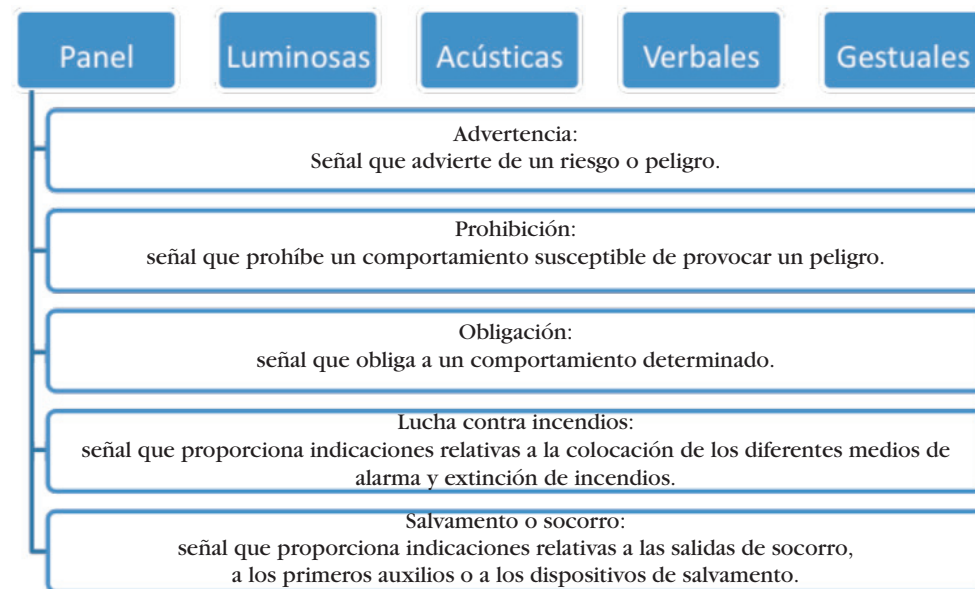 Panel
Luminosas
Acústicas
Verbales
Gestuales
Advertencia:
Señal que advierte de un riesgo o peligro.
Prohibición:
señal que prohíbe un comportamiento susceptible de provocar un peligro.
Obligación:
señal que obliga a un comportamiento determinado.
Lucha contra incendios:
señal que proporciona indicaciones relativas a la colocación de los diferentes medios de
alarma y extinción de incendios.
Salvamento o socorro:
señal que proporciona indicaciones relativas a las salidas de socorro,
a los primeros auxilios o a los dispositivos de salvamento.